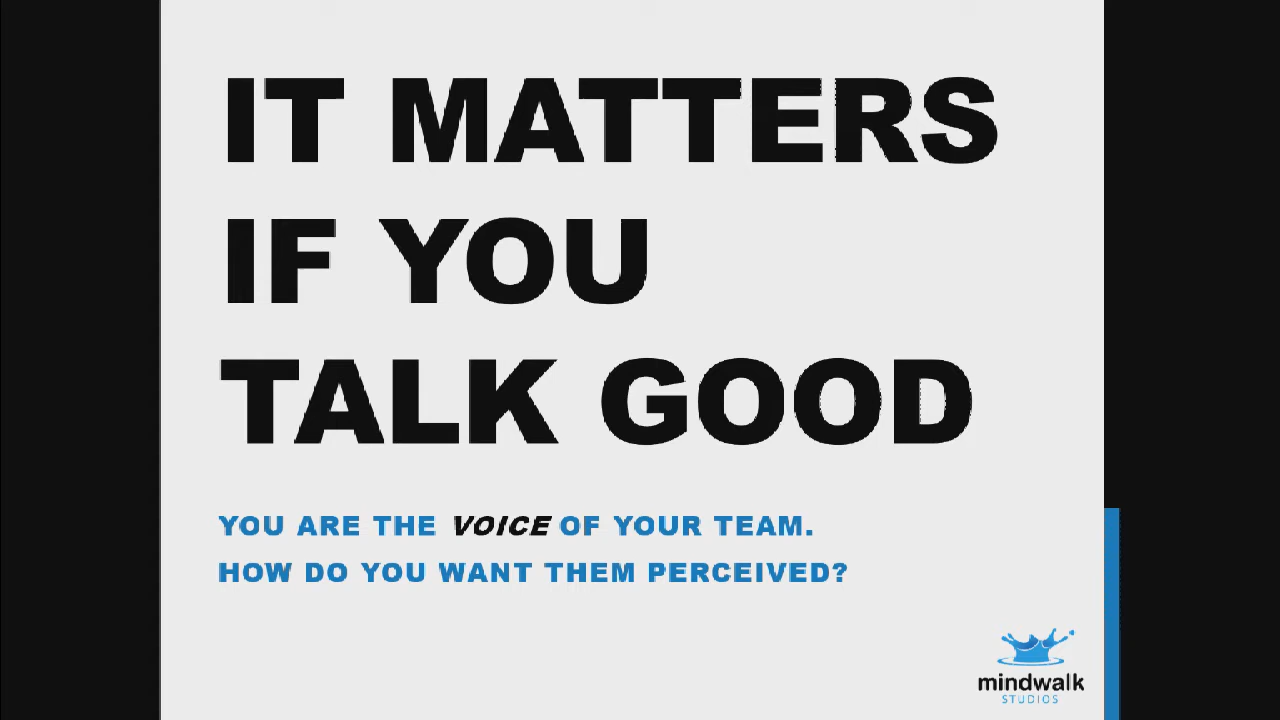 IT MATTERS
IF YOU
TALK GOOD
YOU ARE THE VOICE OF YOUR TEAM.
HOW DO YOU WANT THEM PERCEIVED?
mindwalk
STUDIOS